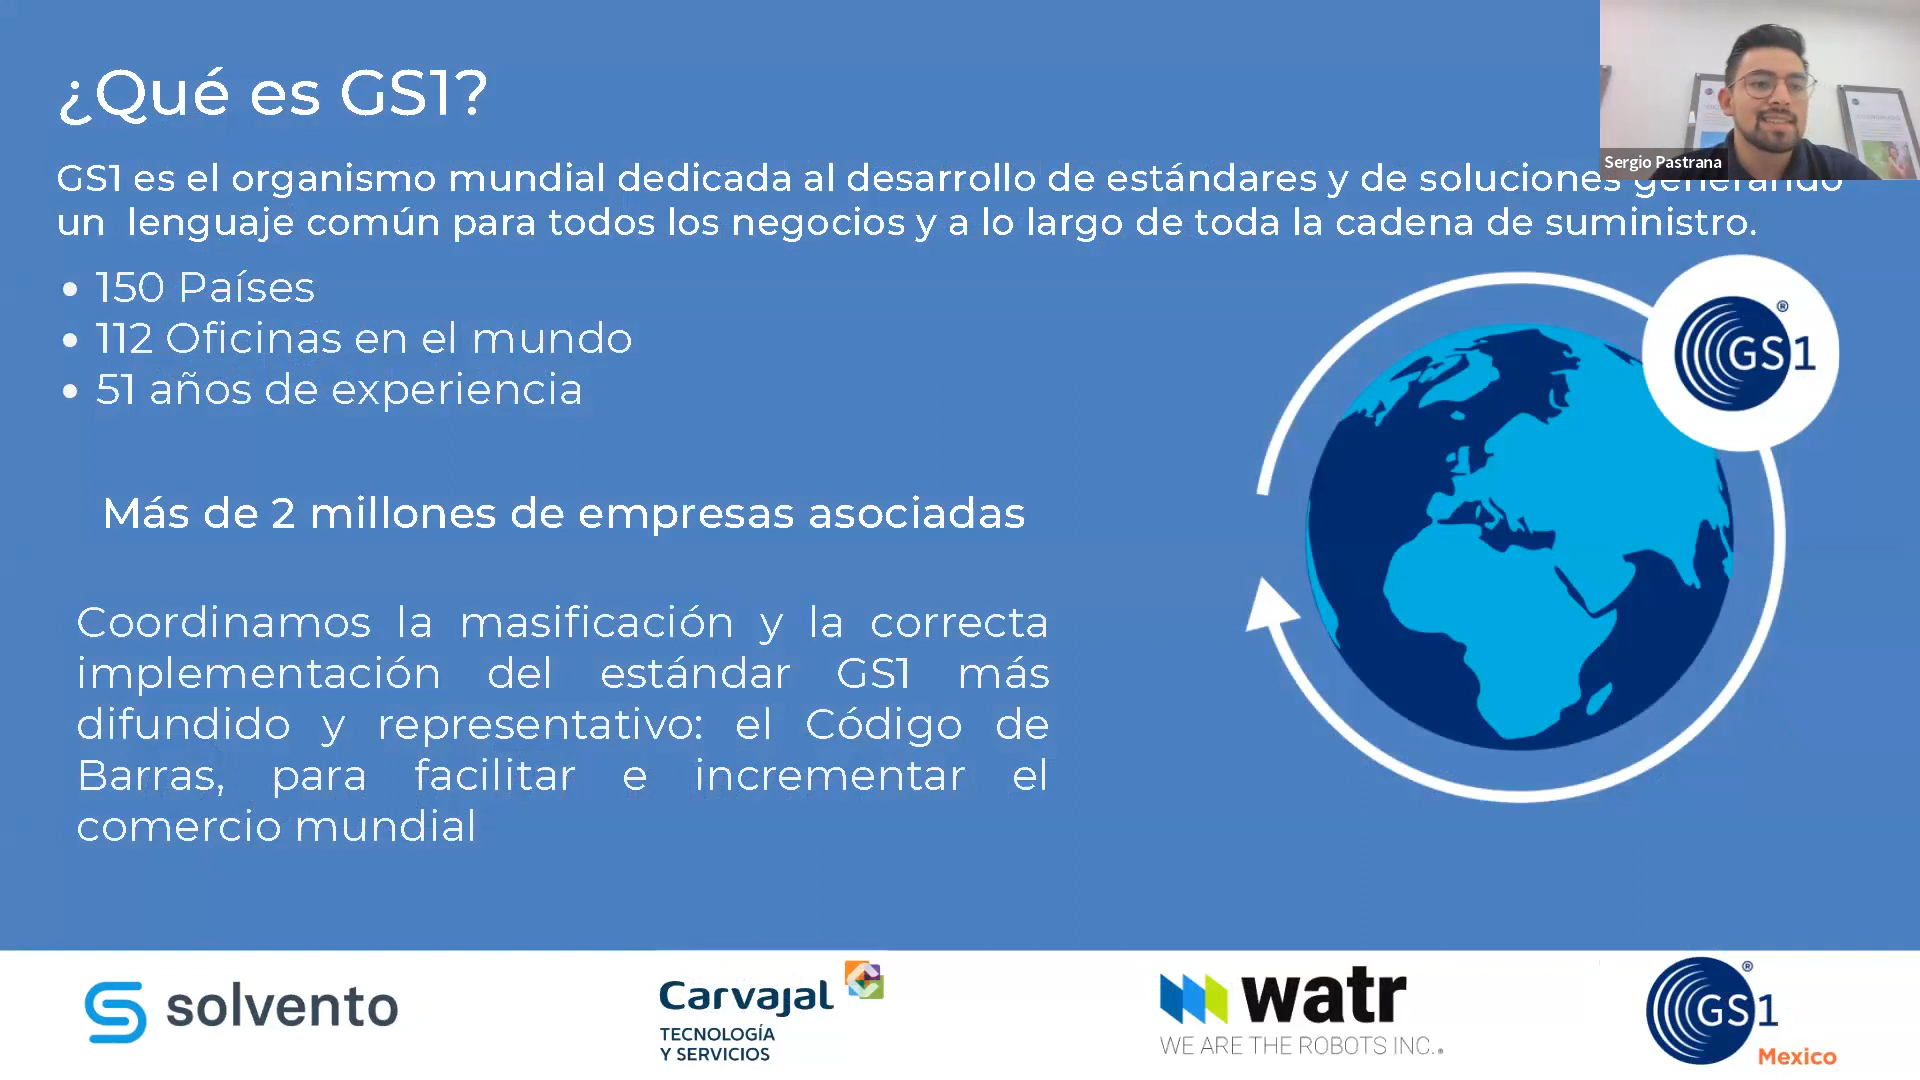 ¿Qué es GS1?
Sergio Pastrana
GS1 es el organismo mundial dedicada al desarrollo de estándares y de soluciones generando
un lenguaje común para todos los negocios y a lo largo de toda la cadena de suministro.
• 150 Países
• 112 Oficinas en el mundo
• 51 años de experiencia
GS1®
Más de 2 millones de empresas asociadas
Coordinamos la masificación y la correcta
implementación del estándar GS1 más
difundido y representativo: el Código de
Barras, para facilitar e incrementar el
comercio mundial
solvento
Carvajal
TECNOLOGÍA
Y SERVICIOS
watr
WE ARE THE ROBOTS INC.
GS1®
Mexico